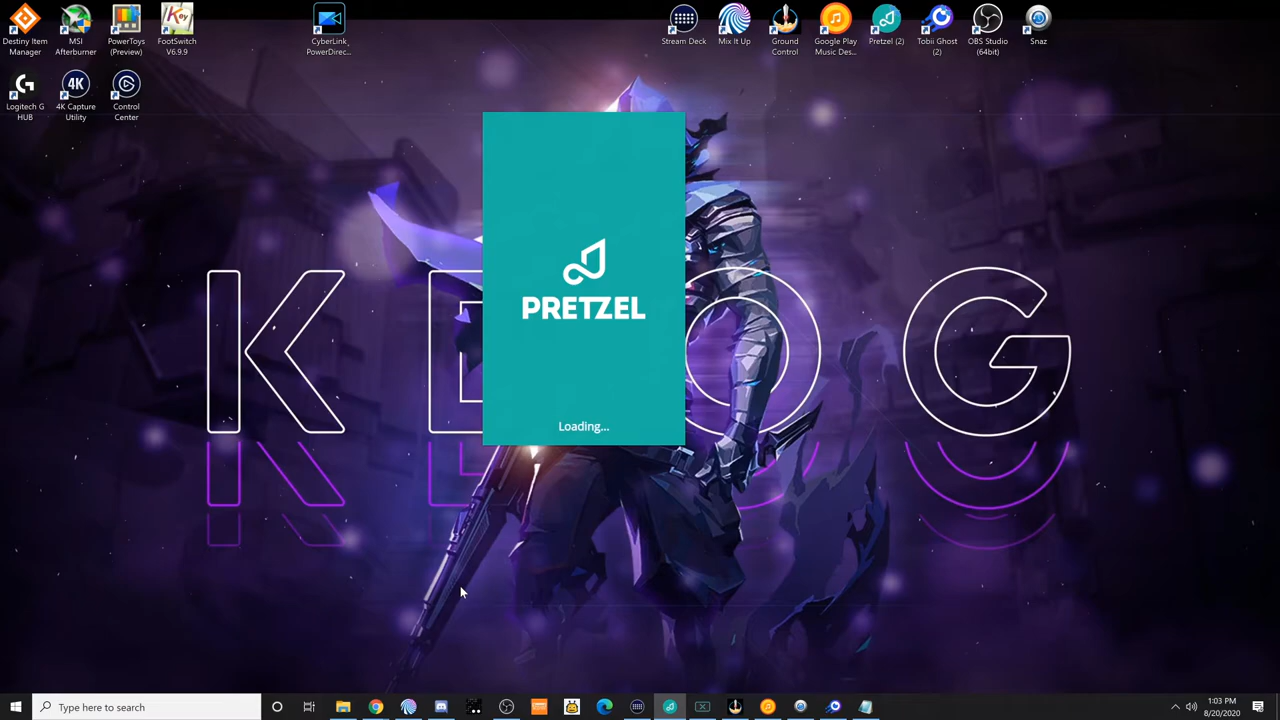 Destiny Item
Manager
MSI
Afterburner
PowerToys
(Preview)
Key
FootSwitch
V6.9.9
CyberLink
PowerDirec...
Stream Deck
Mix It Up
Ground
Control
Google Play
Music Des...
Pretzel (2)
Tobii Ghost
(2)
OBS Studio
(64bit)
Snaz
Logitech G
HUB
4K
4K Capture
Utility
Control
Center
KEOG
PRETZEL
Loading...
Type here to search
1:03 PM
8/20/2020